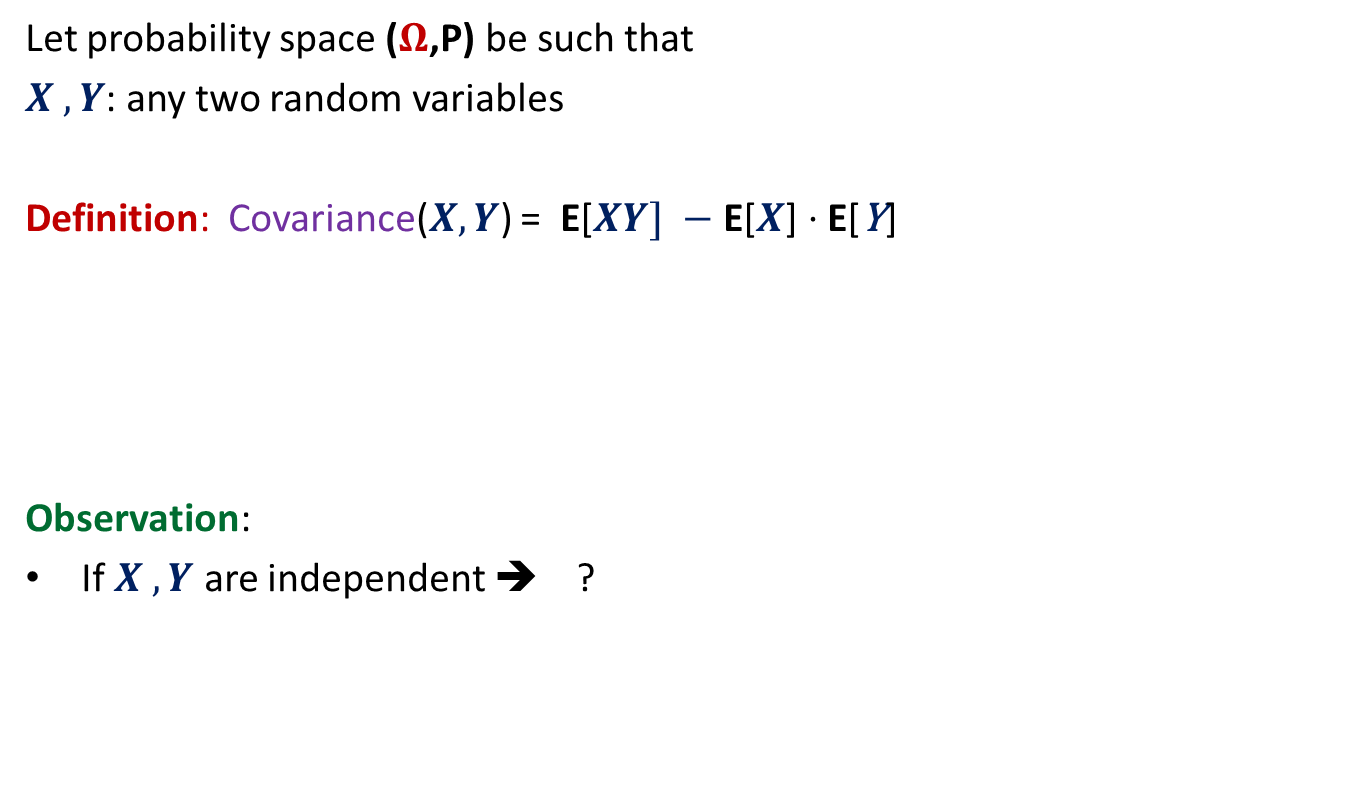 Let probability space (Ω,P) be such that
X , Y: any two random variables
Definition: Covariance(X, Y) = E[XY] − E[X] · E[ Y]
Observation:
• If X , Y are independent ➔ ?